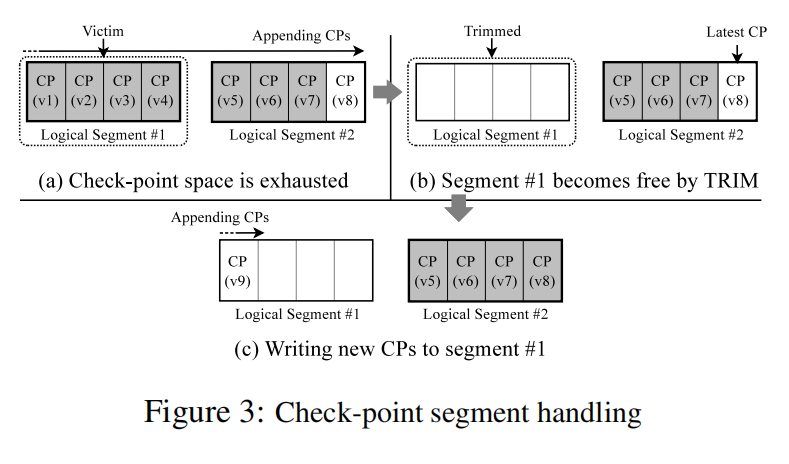 Victim
Appending CPs
CP CP CP CP
(v1) (v2) (v3) (v4)
Logical Segment #1
CP CP CP CP
(v5) (v6) (v7) (v8)
Logical Segment #2
(a) Check-point space is exhausted
Trimmed
Latest CP
Logical Segment #1
CP CP CP CP
(v5) (v6) (v7) (v8)
Logical Segment #2
(b) Segment #1 becomes free by TRIM
Appending CPs
CP
(v9)
Logical Segment #1
CP CP CP CP
(v5) (v6) (v7) (v8)
Logical Segment #2
(c) Writing new CPs to segment #1
Figure 3: Check-point segment handling